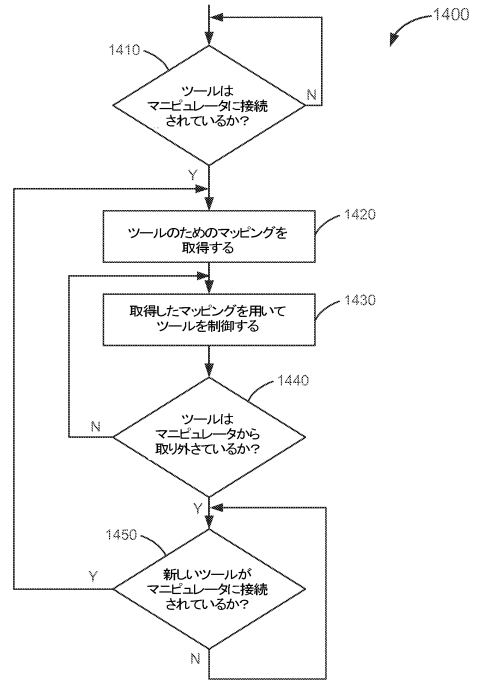 1400
1410
ツールは
マニピュレータに接続
されているか?
N
Y
1420
ツールのためのマッピングを
取得する
1430
取得したマッピングを用いて
ツールを制御する
1440
ツールは
マニピュレータから
取り外さているか?
N
Y
1450
新しいツールが
マニピュレータに接続
されているか?
Y
N